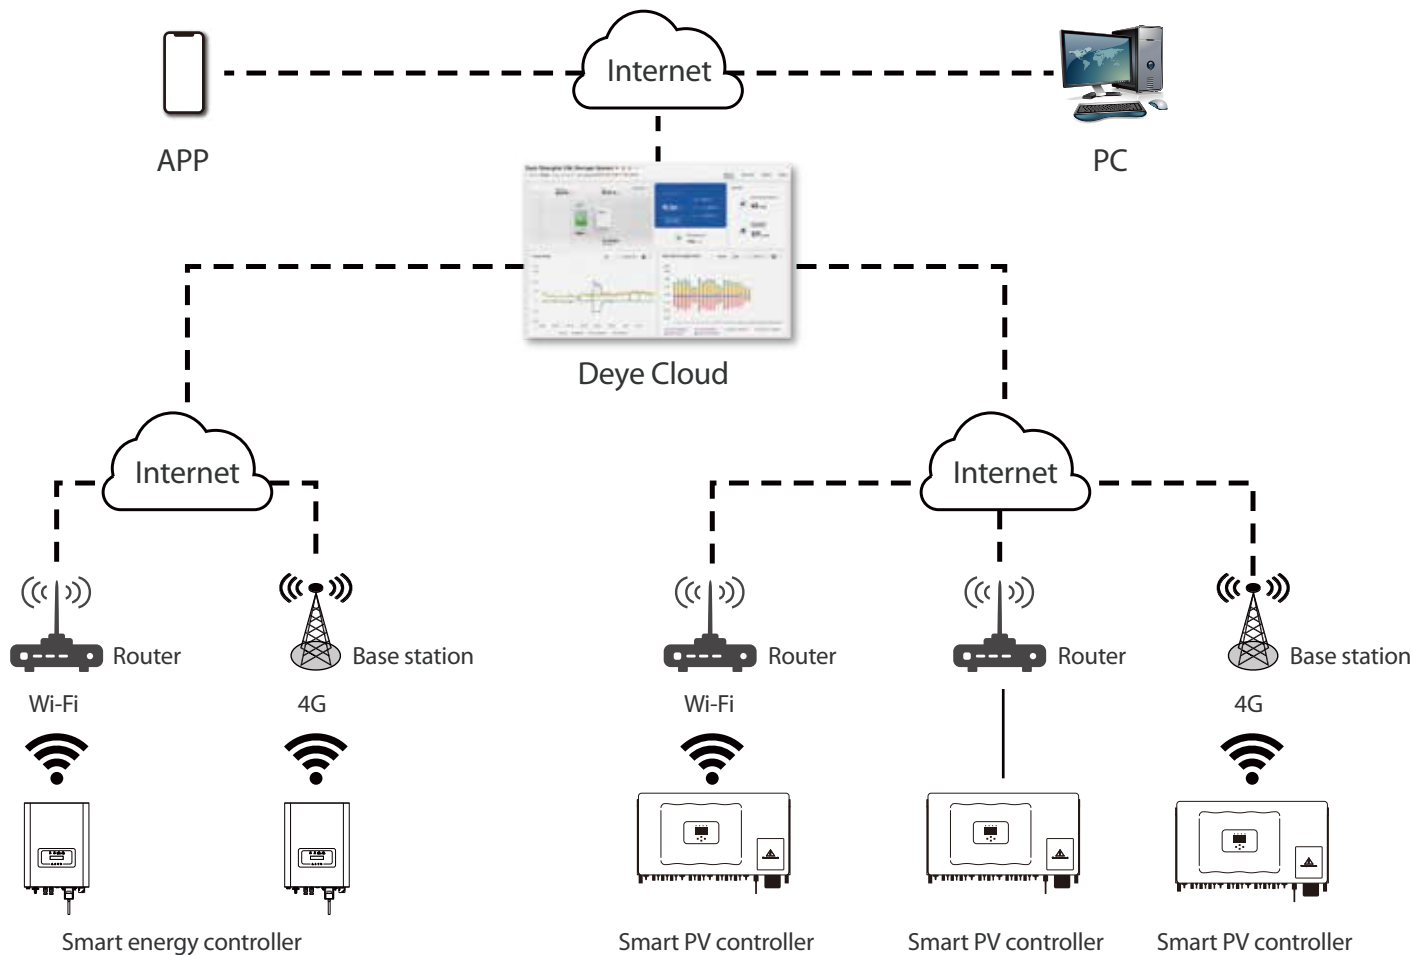 Internet
APP
PC
Deye Cloud
Internet
Internet
Router
Base station
Router
Router
Base station
Wi-Fi
4G
Wi-Fi
4G
Smart energy controller
Smart PV controller
Smart PV controller
Smart PV controller